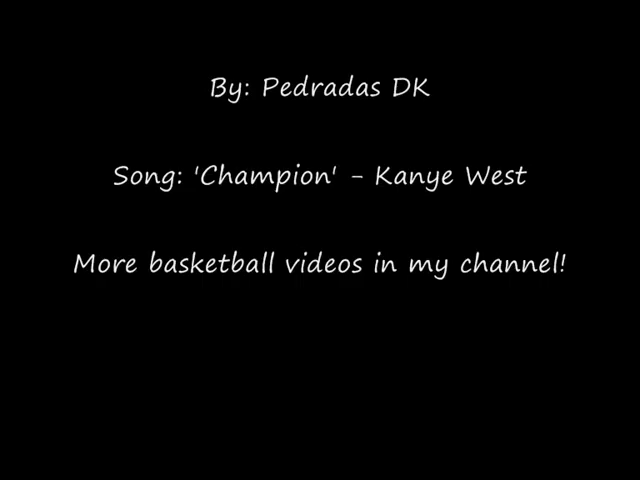 By: Pedradas DK
Song: 'Champion' - Kanye West
More basketball videos in my channel!